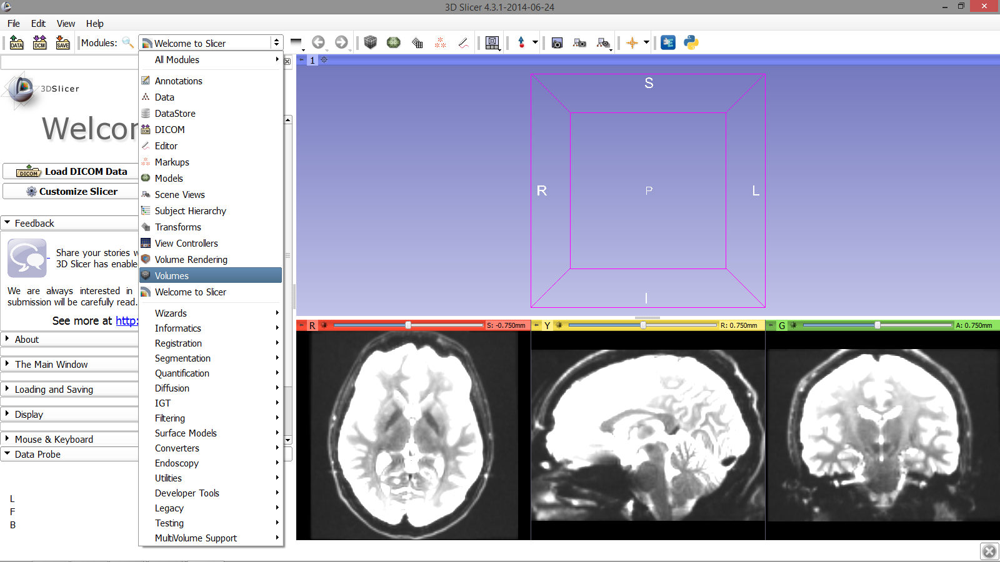 3D Slicer 4.3.1-2014-06-24
File Edit View Help
DATA DCM SAVE Modules: Welcome to Slicer
All Modules
1
3DSlicer
Welcor
Load DICOM Data
DICOM
Customize Slicer
Feedback
Share your stories w
3D Slicer has enable
We are always interested in
submission will be carefully read.
See more at http:
About
The Main Window
Loading and Saving
Display
Mouse & Keyboard
Data Probe
L
F
B
Annotations
Data
DataStore
DICOM
Editor
Markups
Models
Scene Views
Subject Hierarchy
Transforms
View Controllers
Volume Rendering
Volumes
Welcome to Slicer
Wizards
Informatics
Registration
Segmentation
Quantification
Diffusion
IGT
Filtering
Surface Models
Converters
Endoscopy
Utilities
Developer Tools
Legacy
Testing
MultiVolume Support
S
R P L
I
R S: -0.750mm
Y R: 0.750mm
G A: 0.750mm